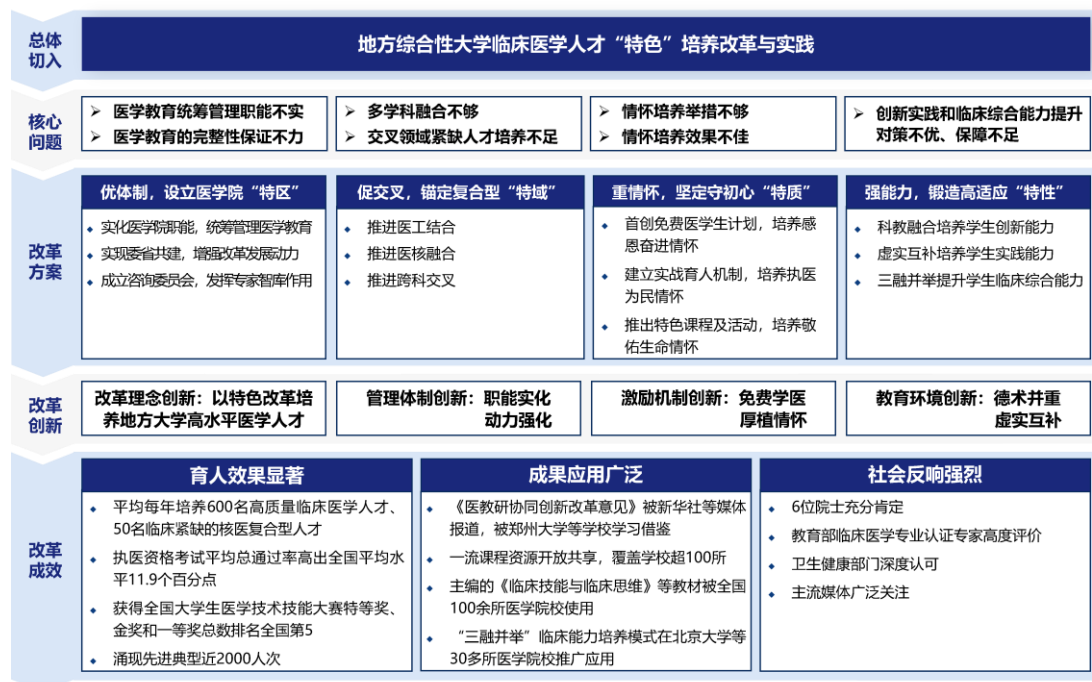 总体
切入
地方综合性大学临床医学人才“特色”培养改革与实践
核心
问题
➢ 医学教育统筹管理职能不实
➢ 医学教育的完整性保证不力
➢ 多学科融合不够
➢ 交叉领域紧缺人才培养不足
➢ 情怀培养举措不够
➢ 情怀培养效果不佳
➢ 创新实践和临床综合能力提升
对策不优、保障不足
改革
方案
优体制，设立医学院“特区”
• 实化医学院职能，统筹管理医学教育
• 实现委省共建，增强改革发展动力
• 成立咨询委员会，发挥专家智库作用
促交叉，锚定复合型“特域”
• 推进医工结合
• 推进医核融合
• 推进跨科交叉
重情怀，坚定守初心“特质”
• 首创免费医学生计划，培养感
恩奋进情怀
• 建立实战育人机制，培养执医
为民情怀
• 推出特色课程及活动，培养敬
佑生命情怀
强能力，锻造高适应“特性”
• 科教融合培养学生创新能力
• 虚实互补培养学生实践能力
• 三融并举提升学生临床综合能力
改革
创新
改革理念创新：以特色改革培
养地方大学高水平医学人才
管理体制创新：职能实化
动力强化
激励机制创新：免费学医
厚植情怀
教育环境创新：德术并重
虚实互补
改革
成效
育人效果显著
• 平均每年培养600名高质量临床医学人才、
50名临床紧缺的核医复合型人才
• 执医资格考试平均总通过率高出全国平均水
平11.9个百分点
• 获得全国大学生医学技术技能大赛特等奖、
金奖和一等奖总数排名全国第5
• 涌现先进典型近2000人次
成果应用广泛
• 《医教研协同创新改革意见》被新华社等媒体
报道，被郑州大学等学校学习借鉴
• 一流课程资源开放共享，覆盖学校超100所
• 主编的《临床技能与临床思维》等教材被全国
100余所医学院校使用
• “三融并举”临床能力培养模式在北京大学等
30多所医学院校推广应用
社会反响强烈
• 6位院士充分肯定
• 教育部临床医学专业认证专家高度评价
• 卫生健康部门深度认可
• 主流媒体广泛关注